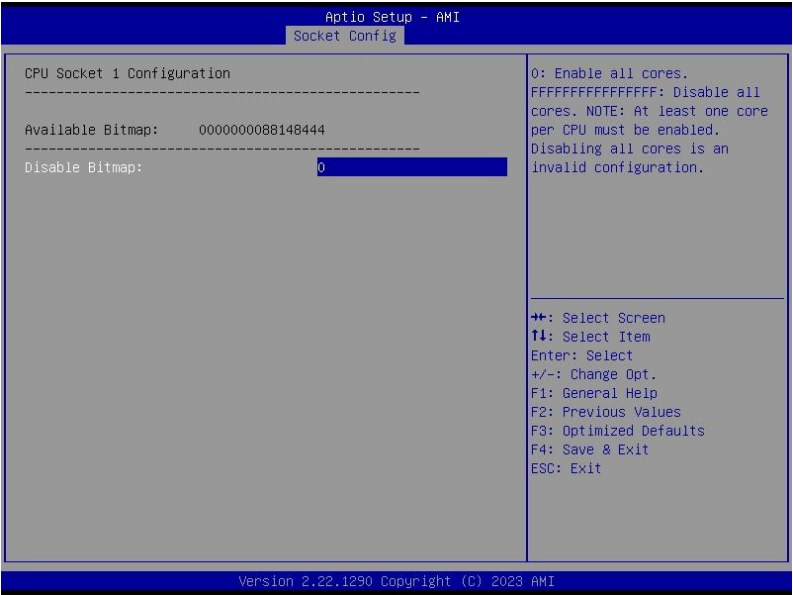 Aptio Setup - AMI
Socket Config
CPU Socket 1 Configuration
--------------------------------------------------
Available Bitmap: 0000000088148444
--------------------------------------------------
Disable Bitmap: 0
0: Enable all cores.
FFFFFFFFFFFFFFFF: Disable all
cores. NOTE: At least one core
per CPU must be enabled.
Disabling all cores is an
invalid configuration.
→←: Select Screen
↑↓: Select Item
Enter: Select
+/-: Change Opt.
F1: General Help
F2: Previous Values
F3: Optimized Defaults
F4: Save & Exit
ESC: Exit
Version 2.22.1290 Copyright (C) 2023 AMI